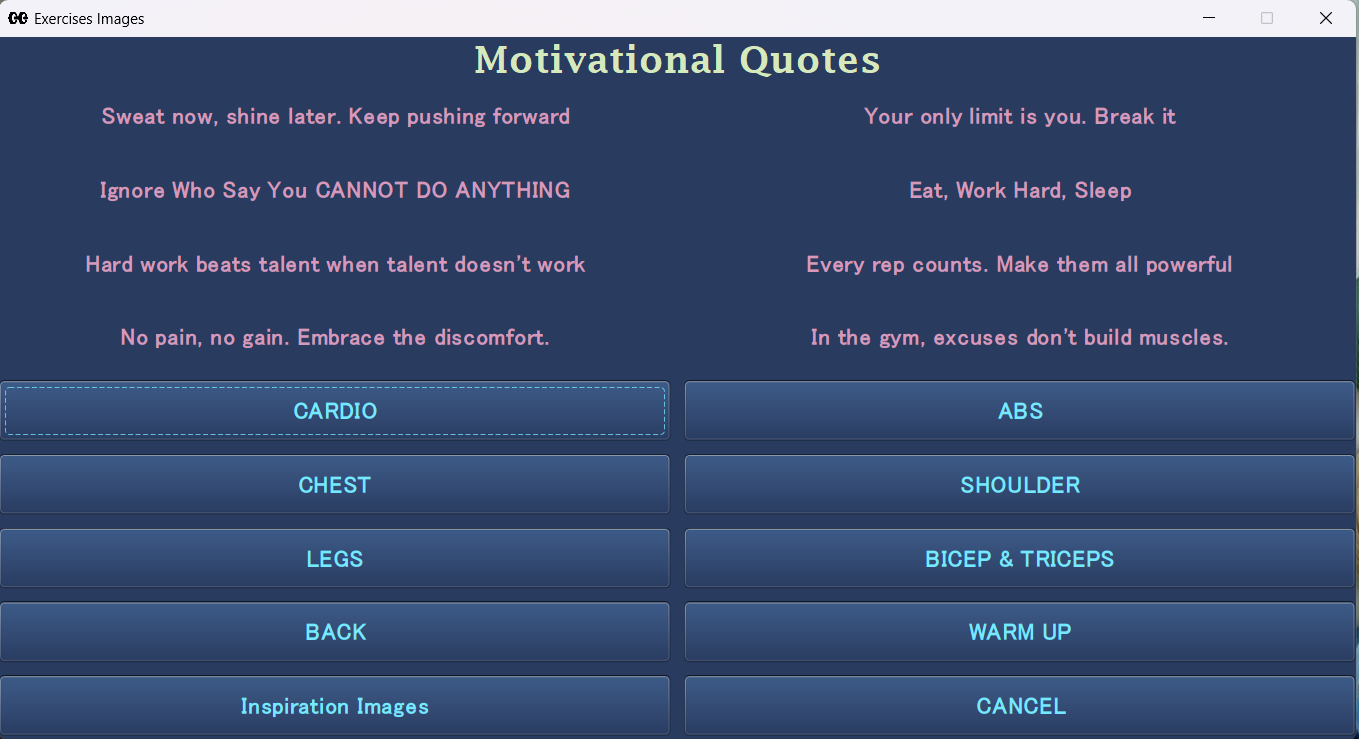 Exercises Images
Motivational Quotes
Sweat now, shine later. Keep pushing forward
Your only limit is you. Break it
Ignore Who Say You CANNOT DO ANYTHING
Eat, Work Hard, Sleep
Hard work beats talent when talent doesn't work
Every rep counts. Make them all powerful
No pain, no gain. Embrace the discomfort.
In the gym, excuses don't build muscles.
CARDIO
ABS
CHEST
SHOULDER
LEGS
BICEP & TRICEPS
BACK
WARM UP
Inspiration Images
CANCEL